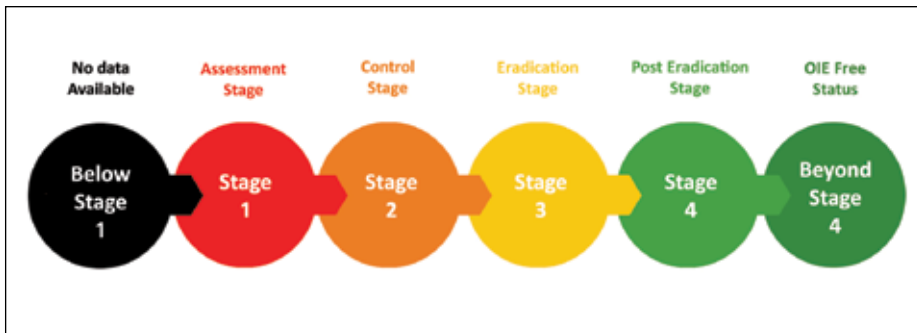 No data
Available
Assessment
Stage
Control
Stage
Eradication
Stage
Post Eradication
Stage
OIE Free
Status
Below
Stage
1
Stage
1
Stage
2
Stage
3
Stage
4
Beyond
Stage
4